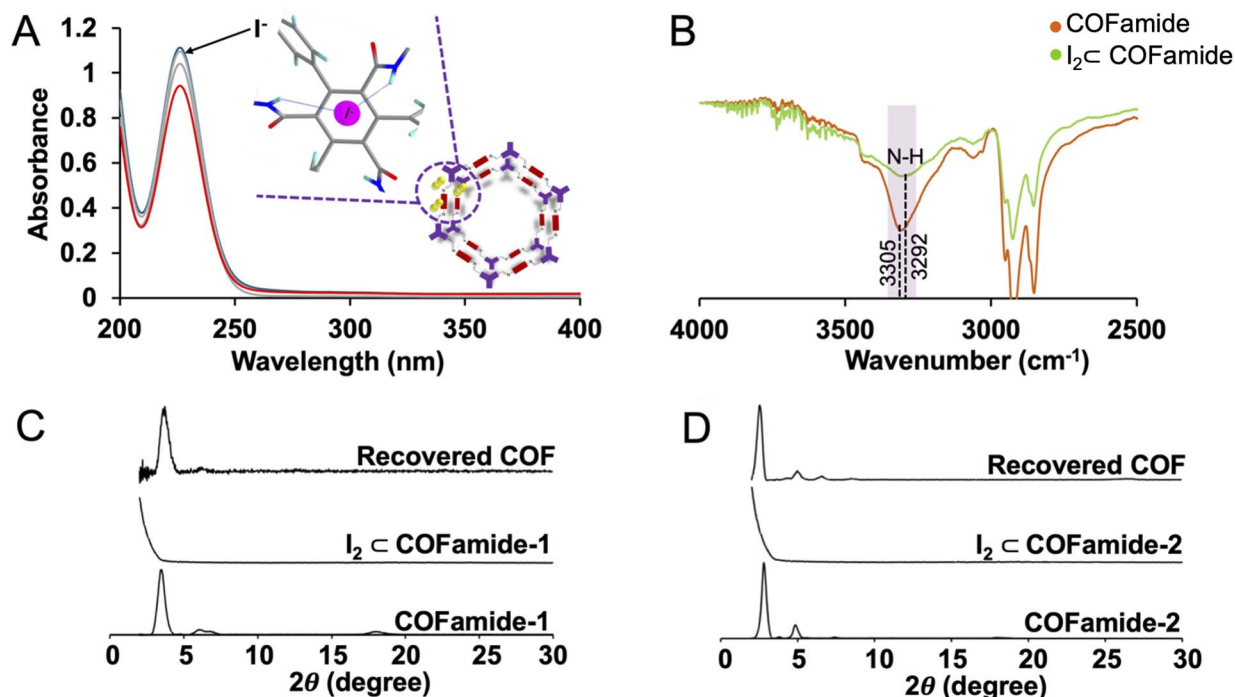 A
I-
1.2
1
0.8
0.6
0.4
0.2
0
Absorbance
200
250
300
350
400
Wavelength (nm)
B
COFamide
I₂⊂ COFamide
N-H
3305
3292
4000
3500
3000
2500
Wavenumber (cm⁻¹)
C
Recovered COF
I₂ ⊂ COFamide-1
COFamide-1
0
5
10
15
20
25
30
2θ (degree)
D
Recovered COF
I₂ ⊂ COFamide-2
COFamide-2
0
5
10
15
20
25
30
2θ (degree)